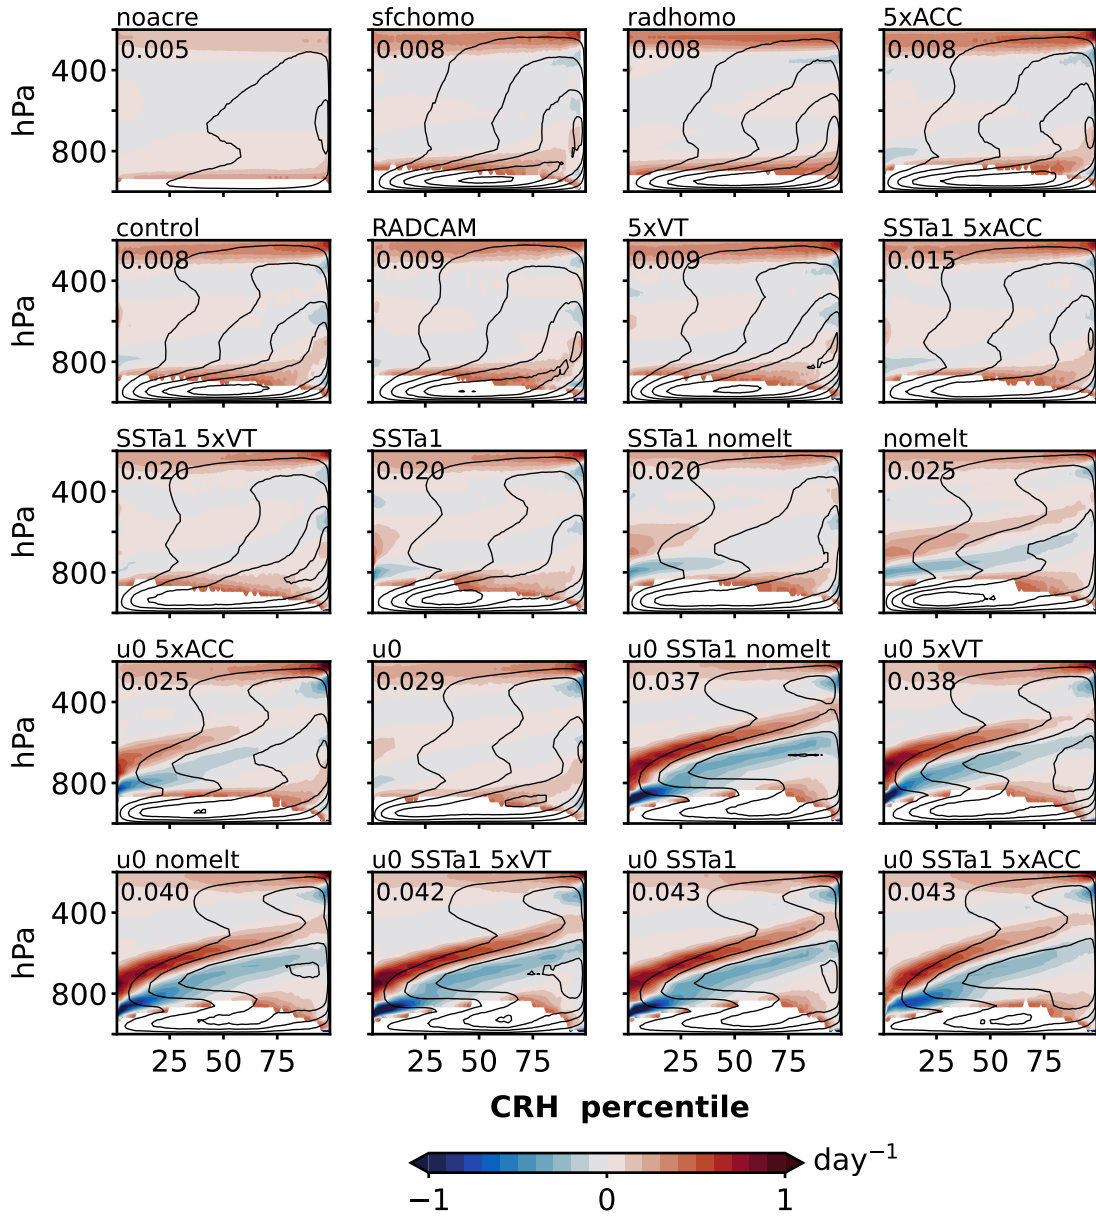 noacre sfchomo radhomo 5xACC
0.005 0.008 0.008 0.008
hPa 400 800
control RADCAM 5xVT SSTa1 5xACC
0.008 0.009 0.009 0.015
hPa 400 800
SSTa1 5xVT SSTa1 SSTa1 nomelt nomelt
0.020 0.020 0.020 0.025
hPa 400 800
u0 5xACC u0 u0 SSTa1 nomelt u0 5xVT
0.025 0.029 0.037 0.038
hPa 400 800
u0 nomelt u0 SSTa1 5xVT u0 SSTa1 u0 SSTa1 5xACC
0.040 0.042 0.043 0.043
hPa 400 800
25 50 75 25 50 75 25 50 75 25 50 75
CRH percentile
day⁻¹
−1 0 1